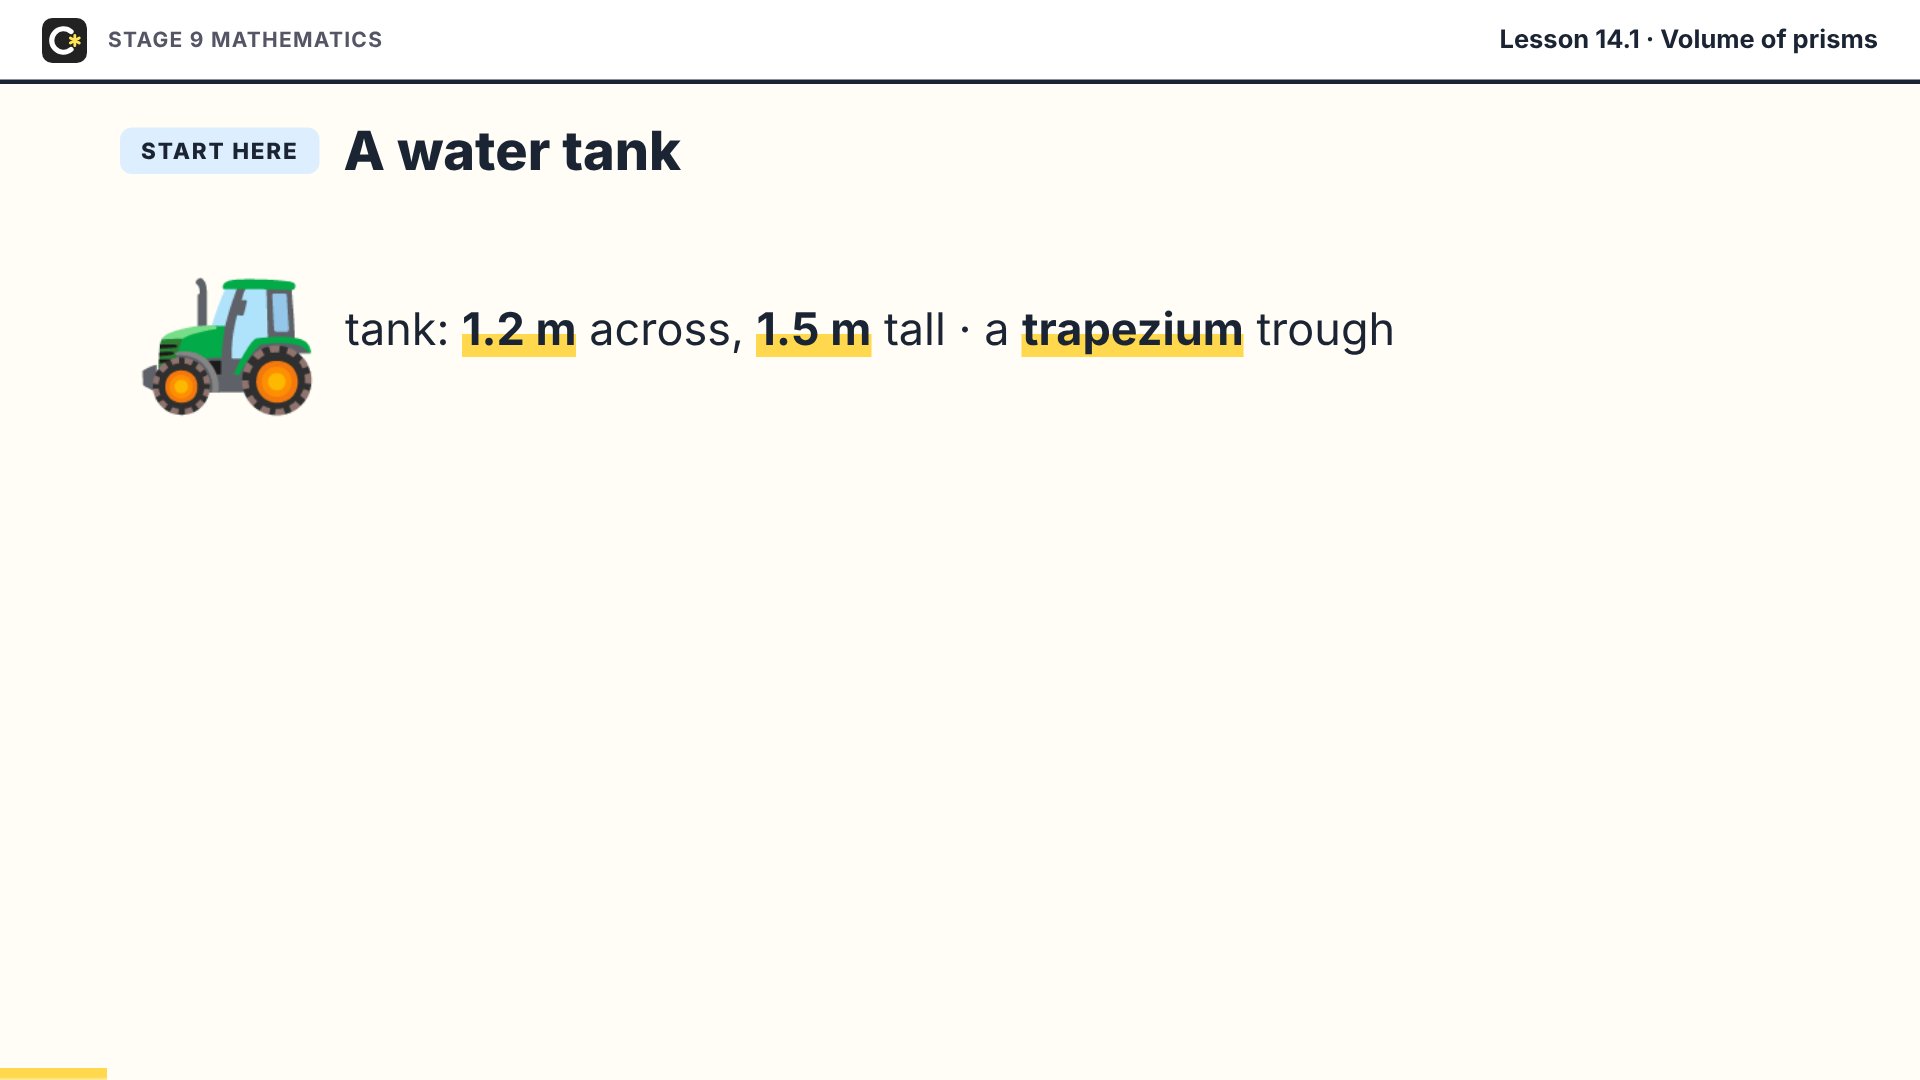 STAGE 9 MATHEMATICS
Lesson 14.1 · Volume of prisms
START HERE
A water tank
tank: 1.2 m across, 1.5 m tall · a trapezium trough